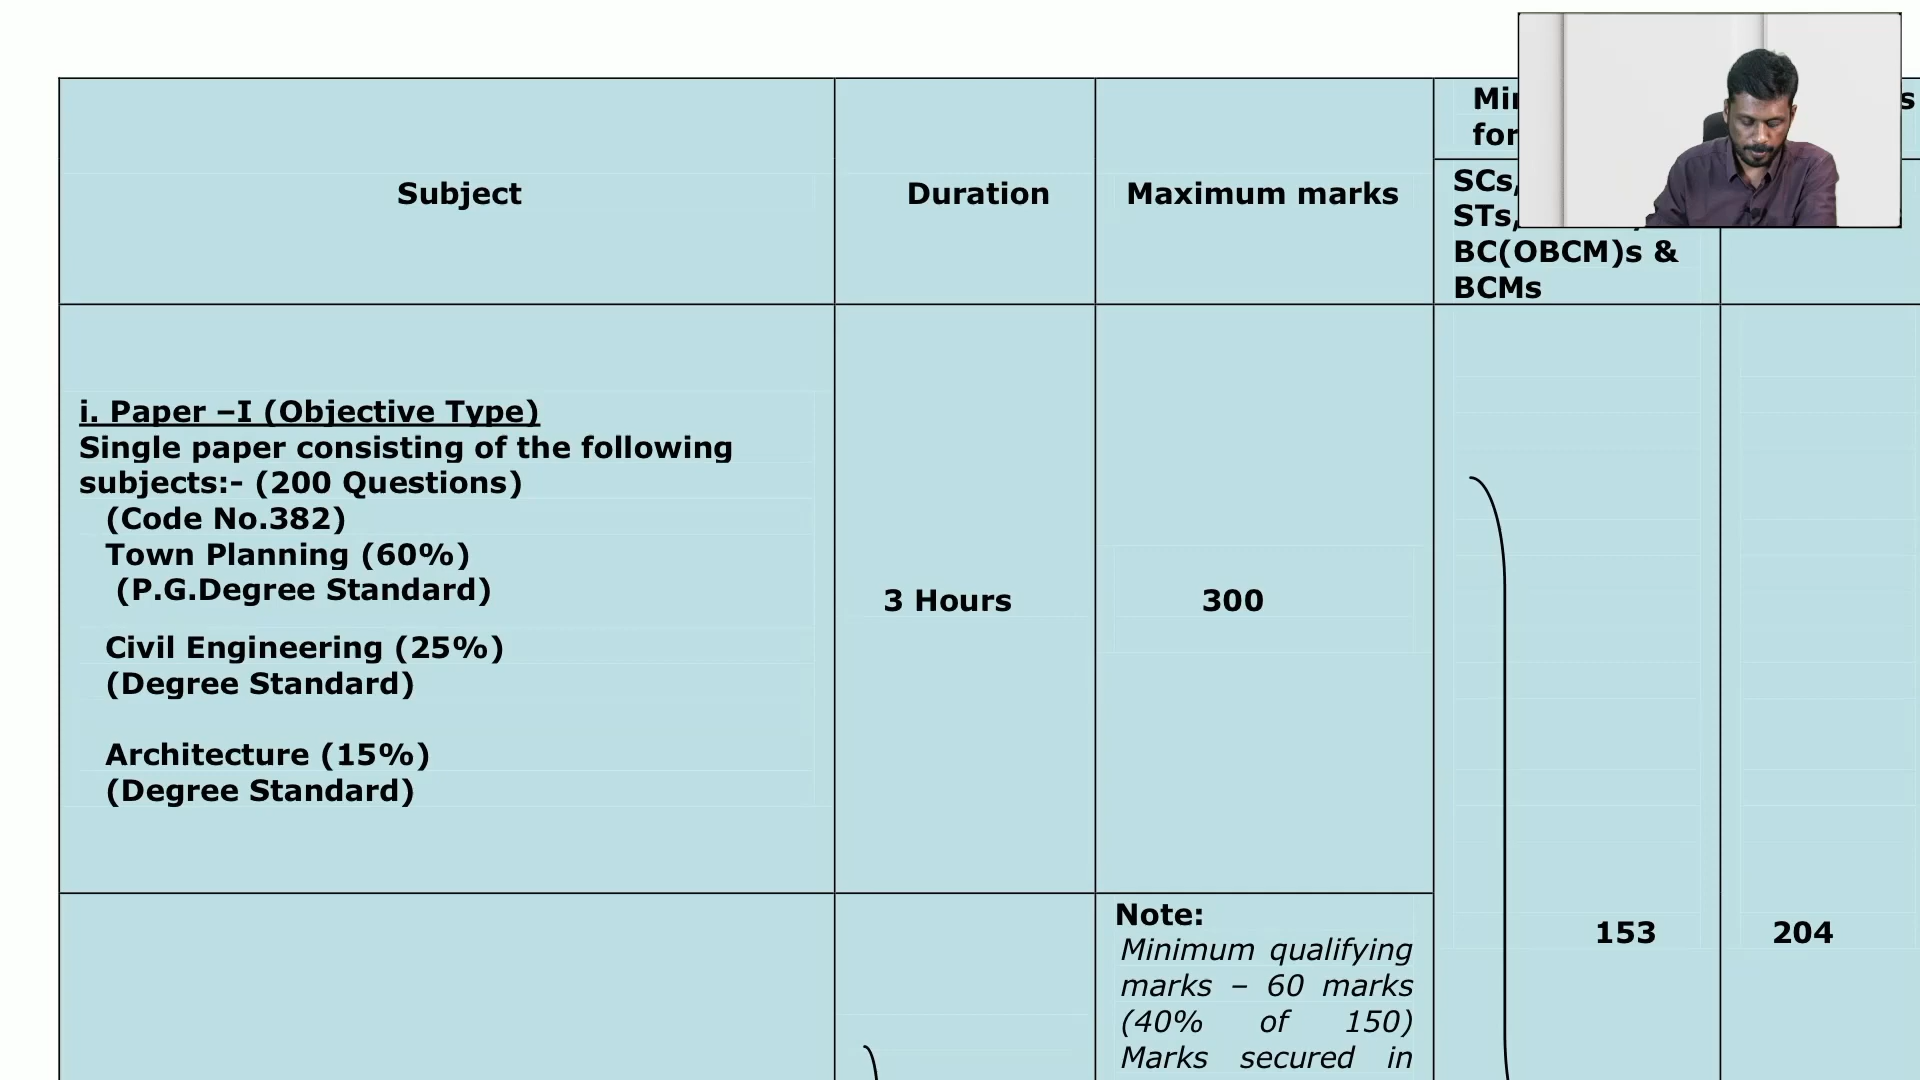 Subject
Duration
Maximum marks
for
SCs,
STs,
BC(OBCM)s &
BCMs
i. Paper –I (Objective Type)
Single paper consisting of the following
subjects:- (200 Questions)
(Code No.382)
Town Planning (60%)
(P.G.Degree Standard)
Civil Engineering (25%)
(Degree Standard)
Architecture (15%)
(Degree Standard)
3 Hours
300
153
204
Note:
Minimum qualifying
marks – 60 marks
(40% of 150)
Marks secured in